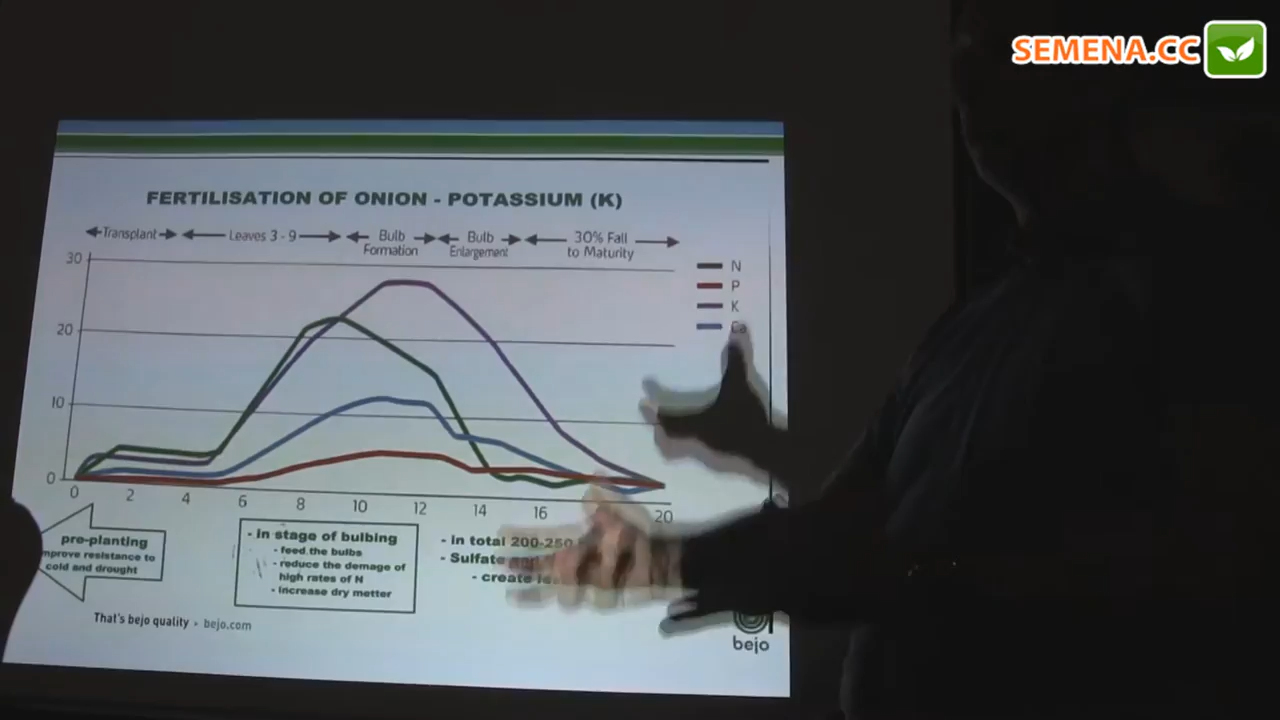 SEMENA.CC
FERTILISATION OF ONION - POTASSIUM (K)
Transplant
Leaves 3 - 9
Bulb
Formation
Bulb
Enlargement
30% Fall
to Maturity
30
20
10
0
N
P
K
Ca
0 2 4 6 8 10 12 14 16 20
pre-planting
mprove resistance to
cold and drought
- In stage of bulbing
- feed the bulbs
- reduce the demage of
high rates of N
- Increase dry metter
- in total 200-250
- Sulfate
- create
That's bejo quality • bejo.com
bejo